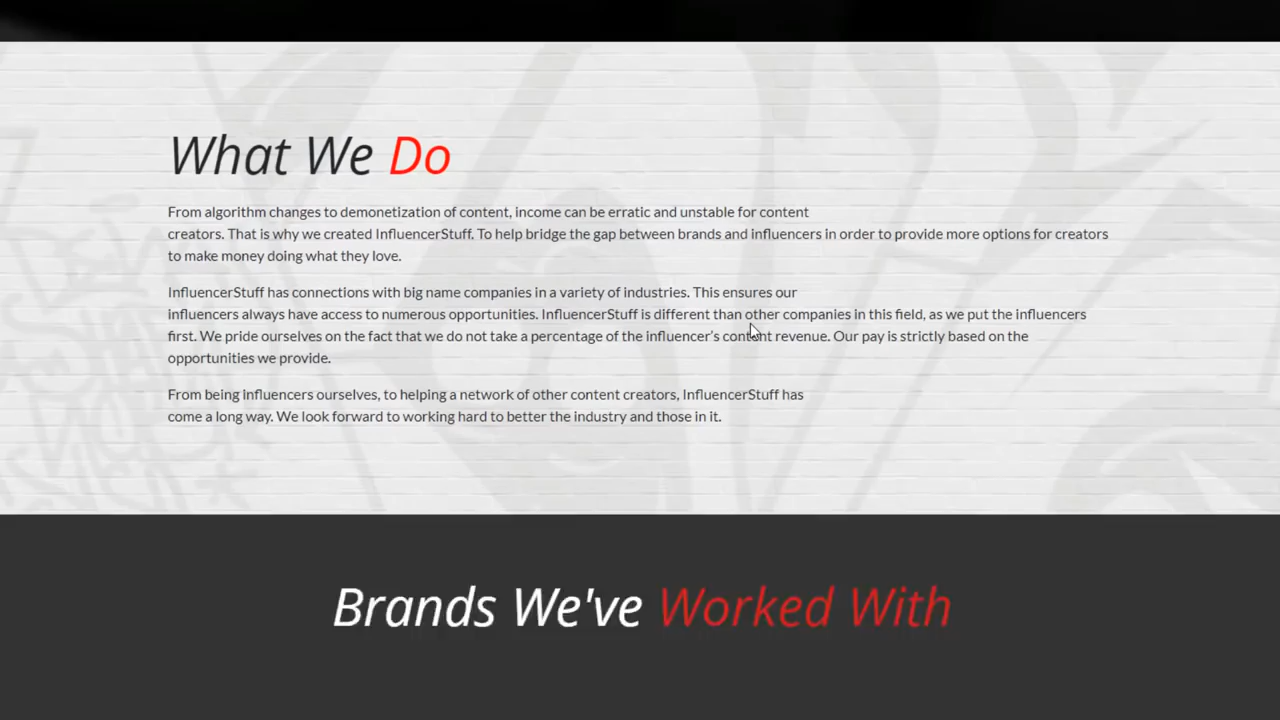 What We Do
From algorithm changes to demonetization of content, income can be erratic and unstable for content
creators. That is why we created InfluencerStuff. To help bridge the gap between brands and influencers in order to provide more options for creators
to make money doing what they love.
InfluencerStuff has connections with big name companies in a variety of industries. This ensures our
influencers always have access to numerous opportunities. InfluencerStuff is different than other companies in this field, as we put the influencers
first. We pride ourselves on the fact that we do not take a percentage of the influencer's content revenue. Our pay is strictly based on the
opportunities we provide.
From being influencers ourselves, to helping a network of other content creators, InfluencerStuff has
come a long way. We look forward to working hard to better the industry and those in it.
Brands We've Worked With